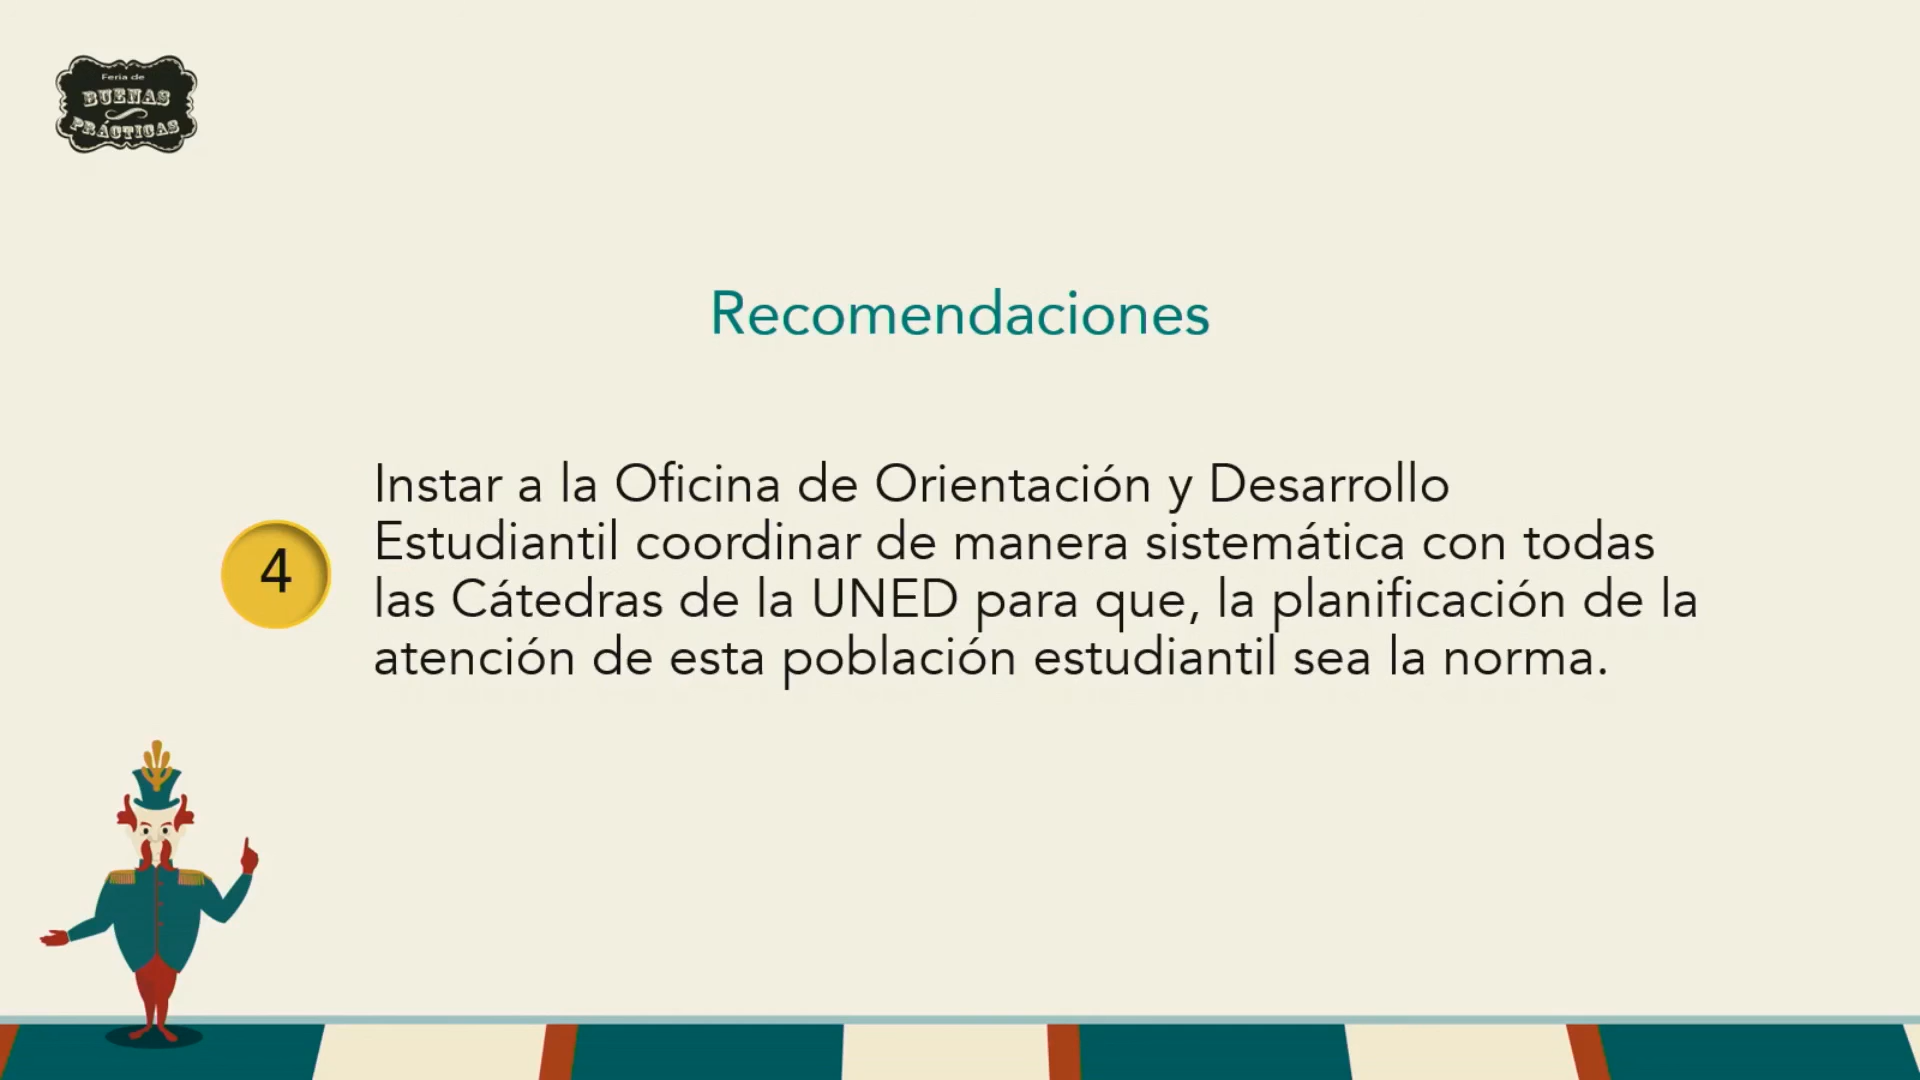 Feria de
BUENAS
PRÁCTICAS
Recomendaciones
Instar a la Oficina de Orientación y Desarrollo
Estudiantil coordinar de manera sistemática con todas
4
las Cátedras de la UNED para que, la planificación de la
atención de esta población estudiantil sea la norma.